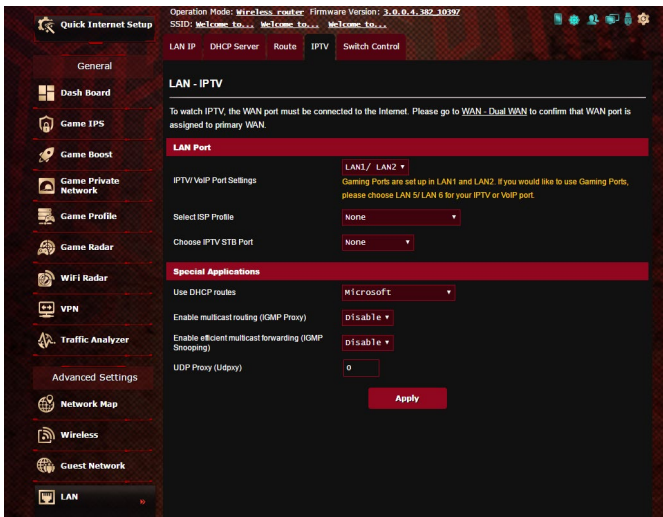 Quick Internet Setup
Operation Mode: Wireless router Firmware Version: 3.0.0.4.382_10397
SSID: Welcome to... Welcome to... Welcome to...
LAN IP DHCP Server Route IPTV Switch Control
General
Dash Board
Game IPS
Game Boost
Game Private
Network
Game Profile
Game Radar
WiFi Radar
VPN
Traffic Analyzer
Advanced Settings
Network Map
Wireless
Guest Network
LAN »
LAN - IPTV
To watch IPTV, the WAN port must be connected to the Internet. Please go to WAN - Dual WAN to confirm that WAN port is
assigned to primary WAN.
LAN Port
IPTV/ VoIP Port Settings
LAN1/ LAN2
Gaming Ports are set up in LAN1 and LAN2. If you would like to use Gaming Ports,
please choose LAN 5/ LAN 6 for your IPTV or VoIP port.
Select ISP Profile None
Choose IPTV STB Port None
Special Applications
Use DHCP routes Microsoft
Enable multicast routing (IGMP Proxy) Disable
Enable efficient multicast forwarding (IGMP
Snooping) Disable
UDP Proxy (Udpxy) 0
Apply